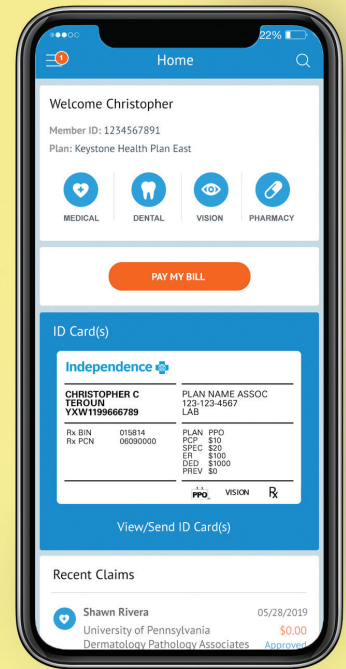 22%
1
Home
Welcome Christopher
Member ID: 1234567891
Plan: Keystone Health Plan East
MEDICAL DENTAL VISION PHARMACY
PAY MY BILL
ID Card(s)
Independence
CHRISTOPHER C
TEROUN
YXW1199666789
PLAN NAME ASSOC
123-123-4567
LAB
Rx BIN 015814
Rx PCN 06090000
PLAN PPO
PCP $10
SPEC $20
ER $100
DED $1000
PREV $0
PPO VISION Rx
View/Send ID Card(s)
Recent Claims
Shawn Rivera 05/28/2019
University of Pennsylvania $0.00
Dermatology Pathology Associates Approved